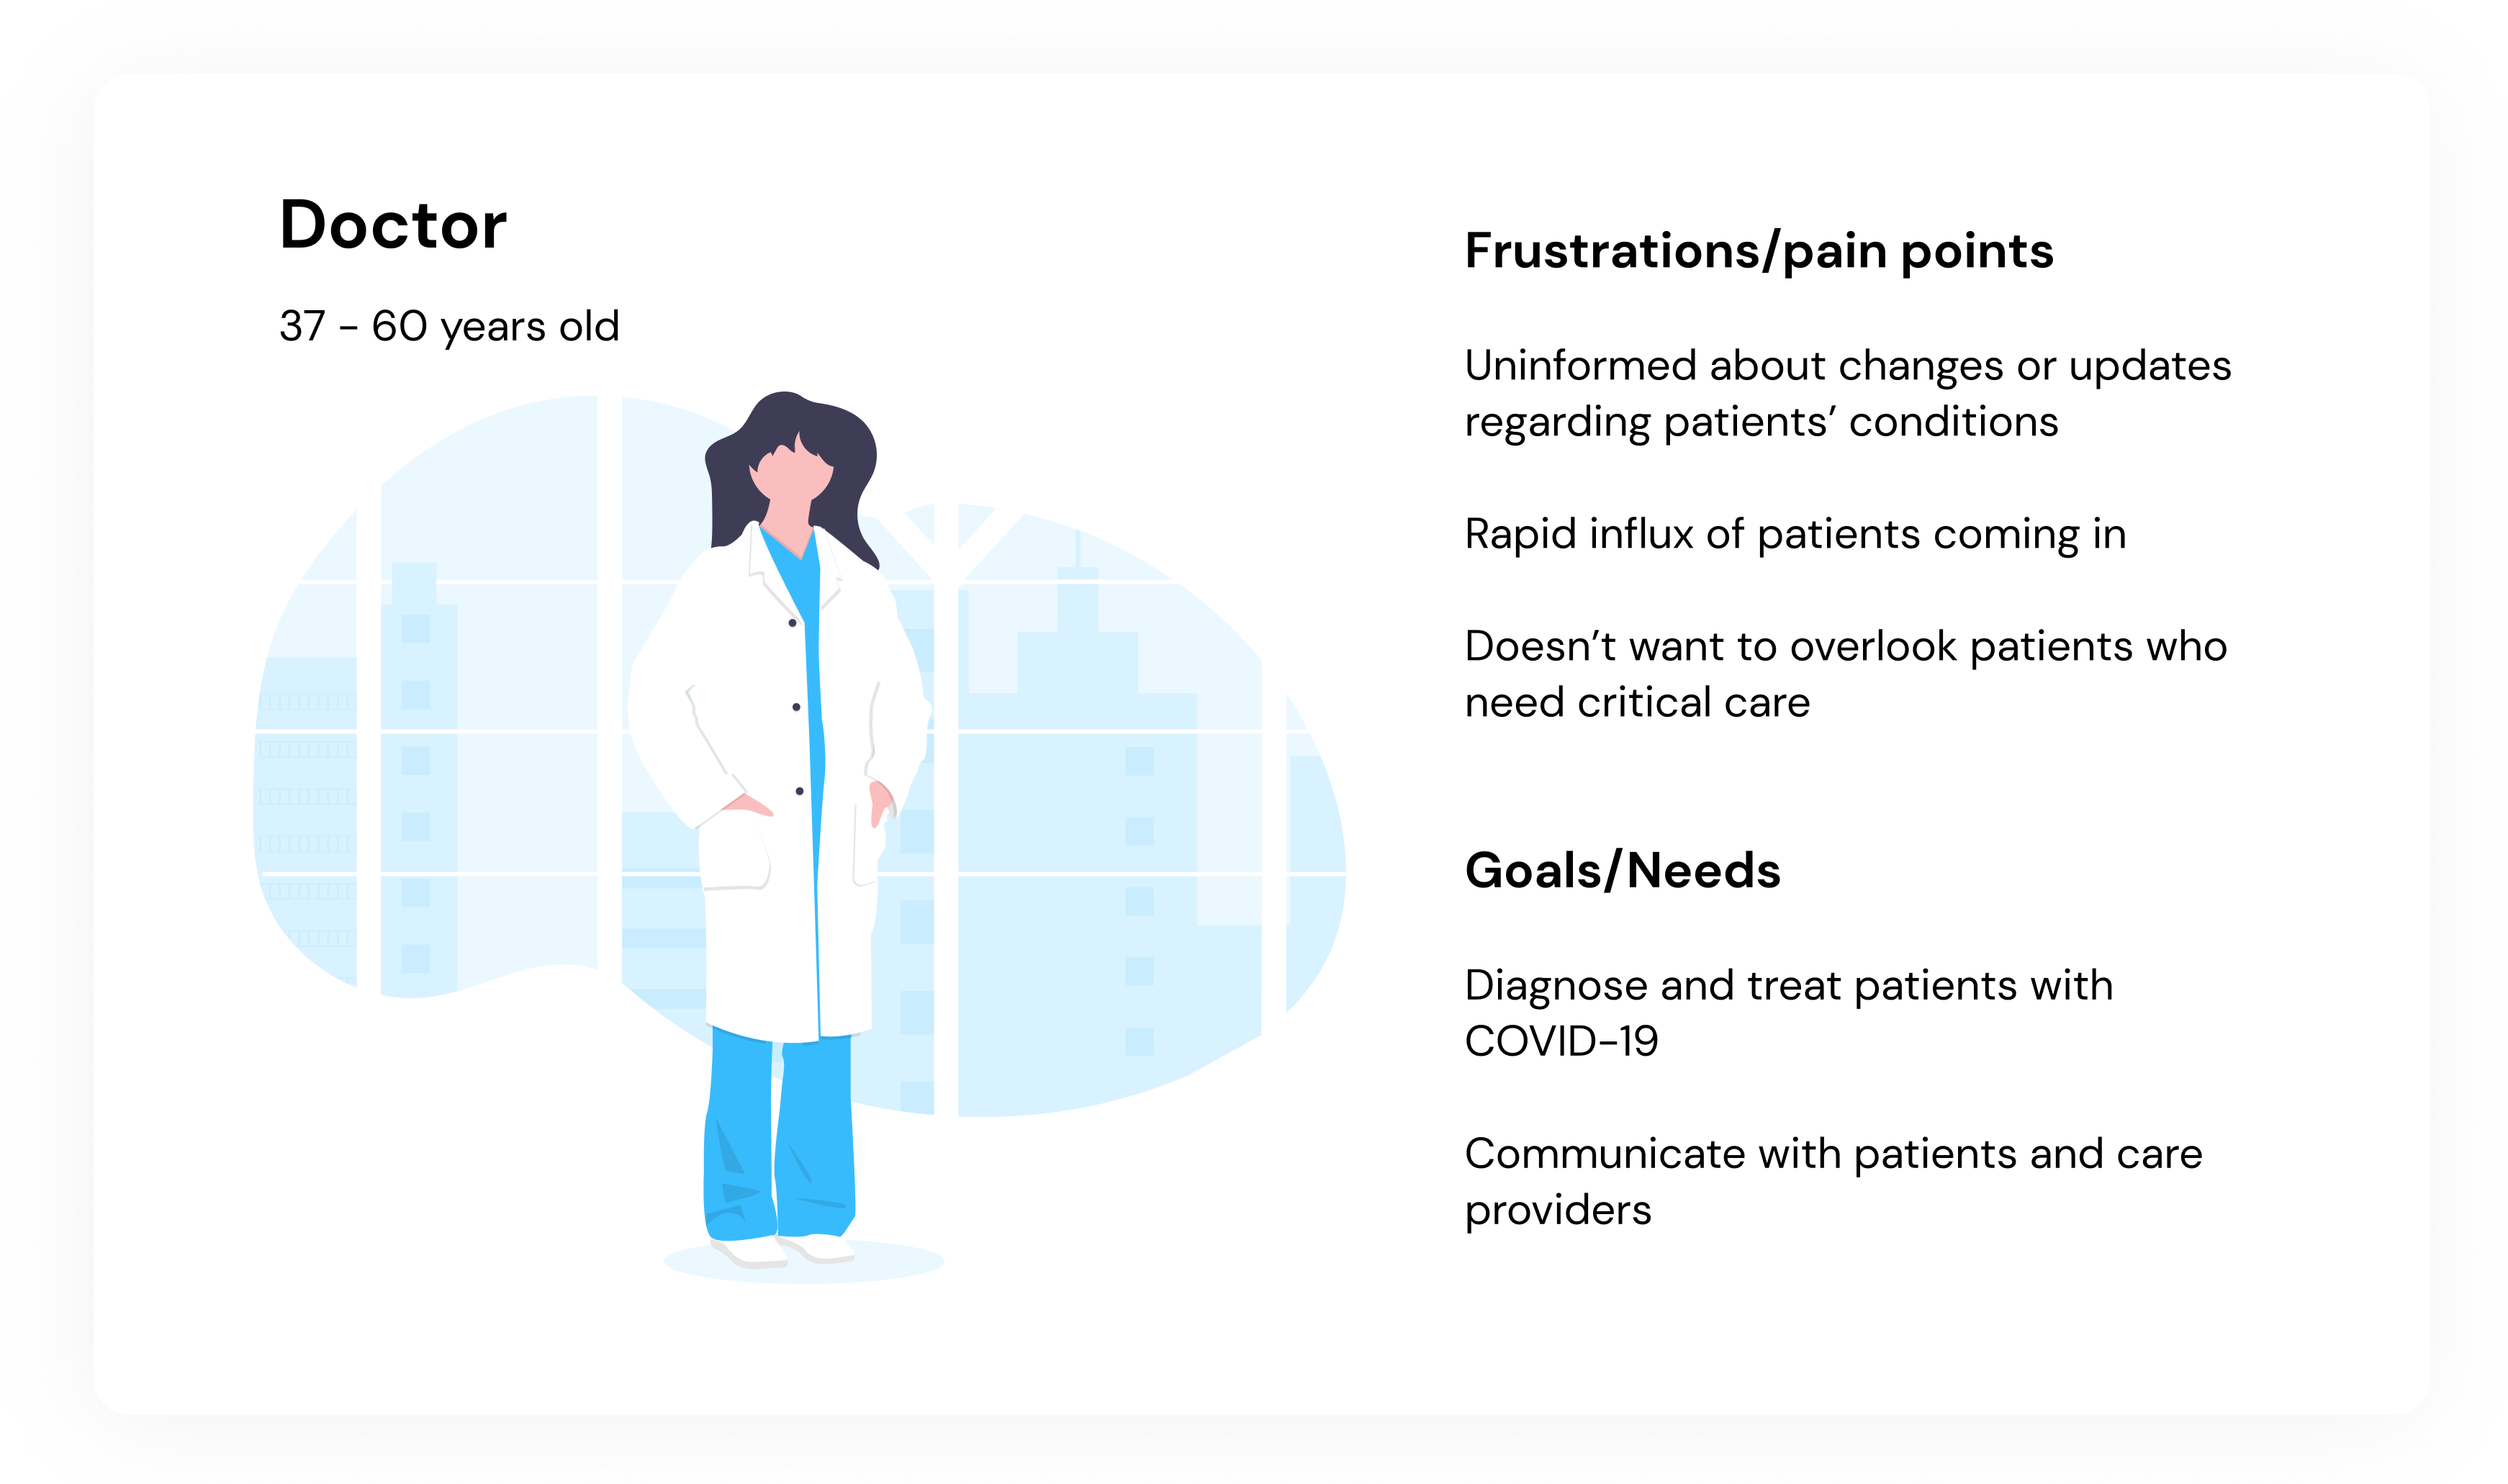 Doctor
37 – 60 years old
Frustrations/pain points
Uninformed about changes or updates
regarding patients’ conditions
Rapid influx of patients coming in
Doesn’t want to overlook patients who
need critical care
Goals/Needs
Diagnose and treat patients with
COVID-19
Communicate with patients and care
providers